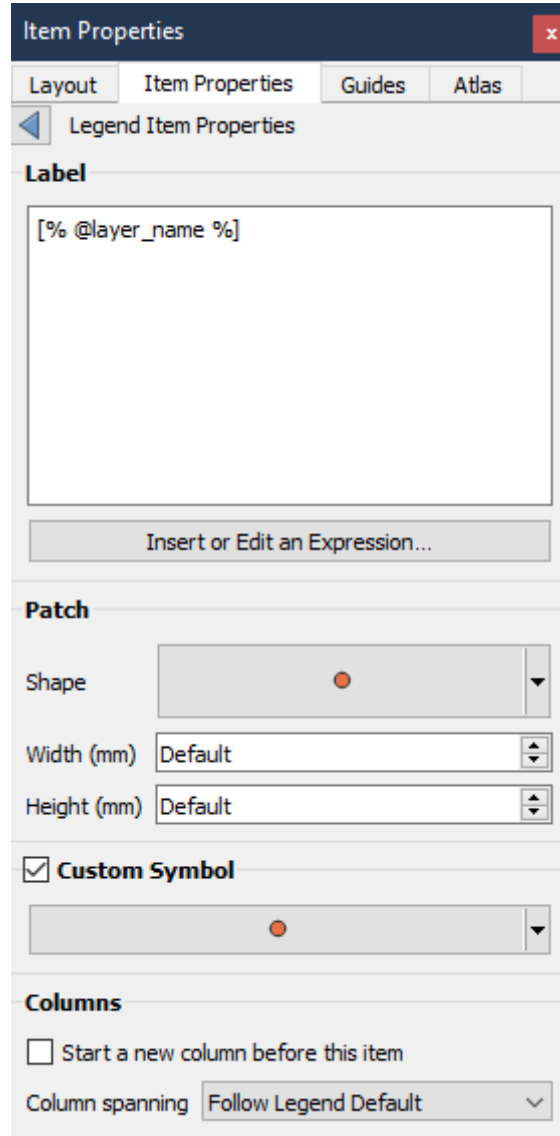 Item Properties
x
Layout Item Properties Guides Atlas
Legend Item Properties
Label
[% @layer_name %]
Insert or Edit an Expression...
Patch
Shape
Width (mm) Default
Height (mm) Default
Custom Symbol
Columns
Start a new column before this item
Column spanning Follow Legend Default